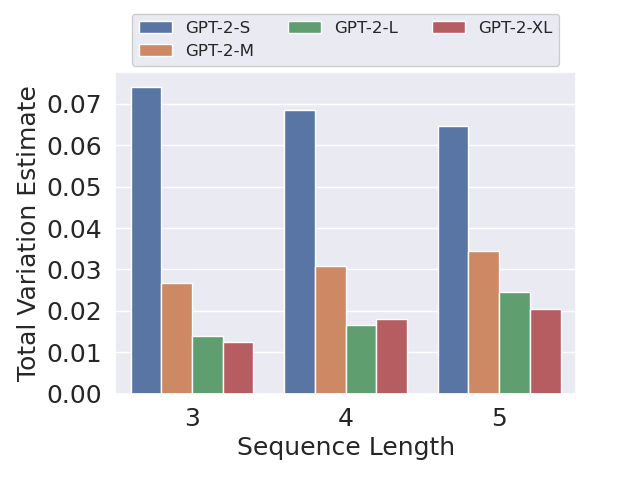 GPT-2-S GPT-2-L GPT-2-XL
GPT-2-M
Total Variation Estimate
0.07
0.06
0.05
0.04
0.03
0.02
0.01
0.00
3 4 5
Sequence Length